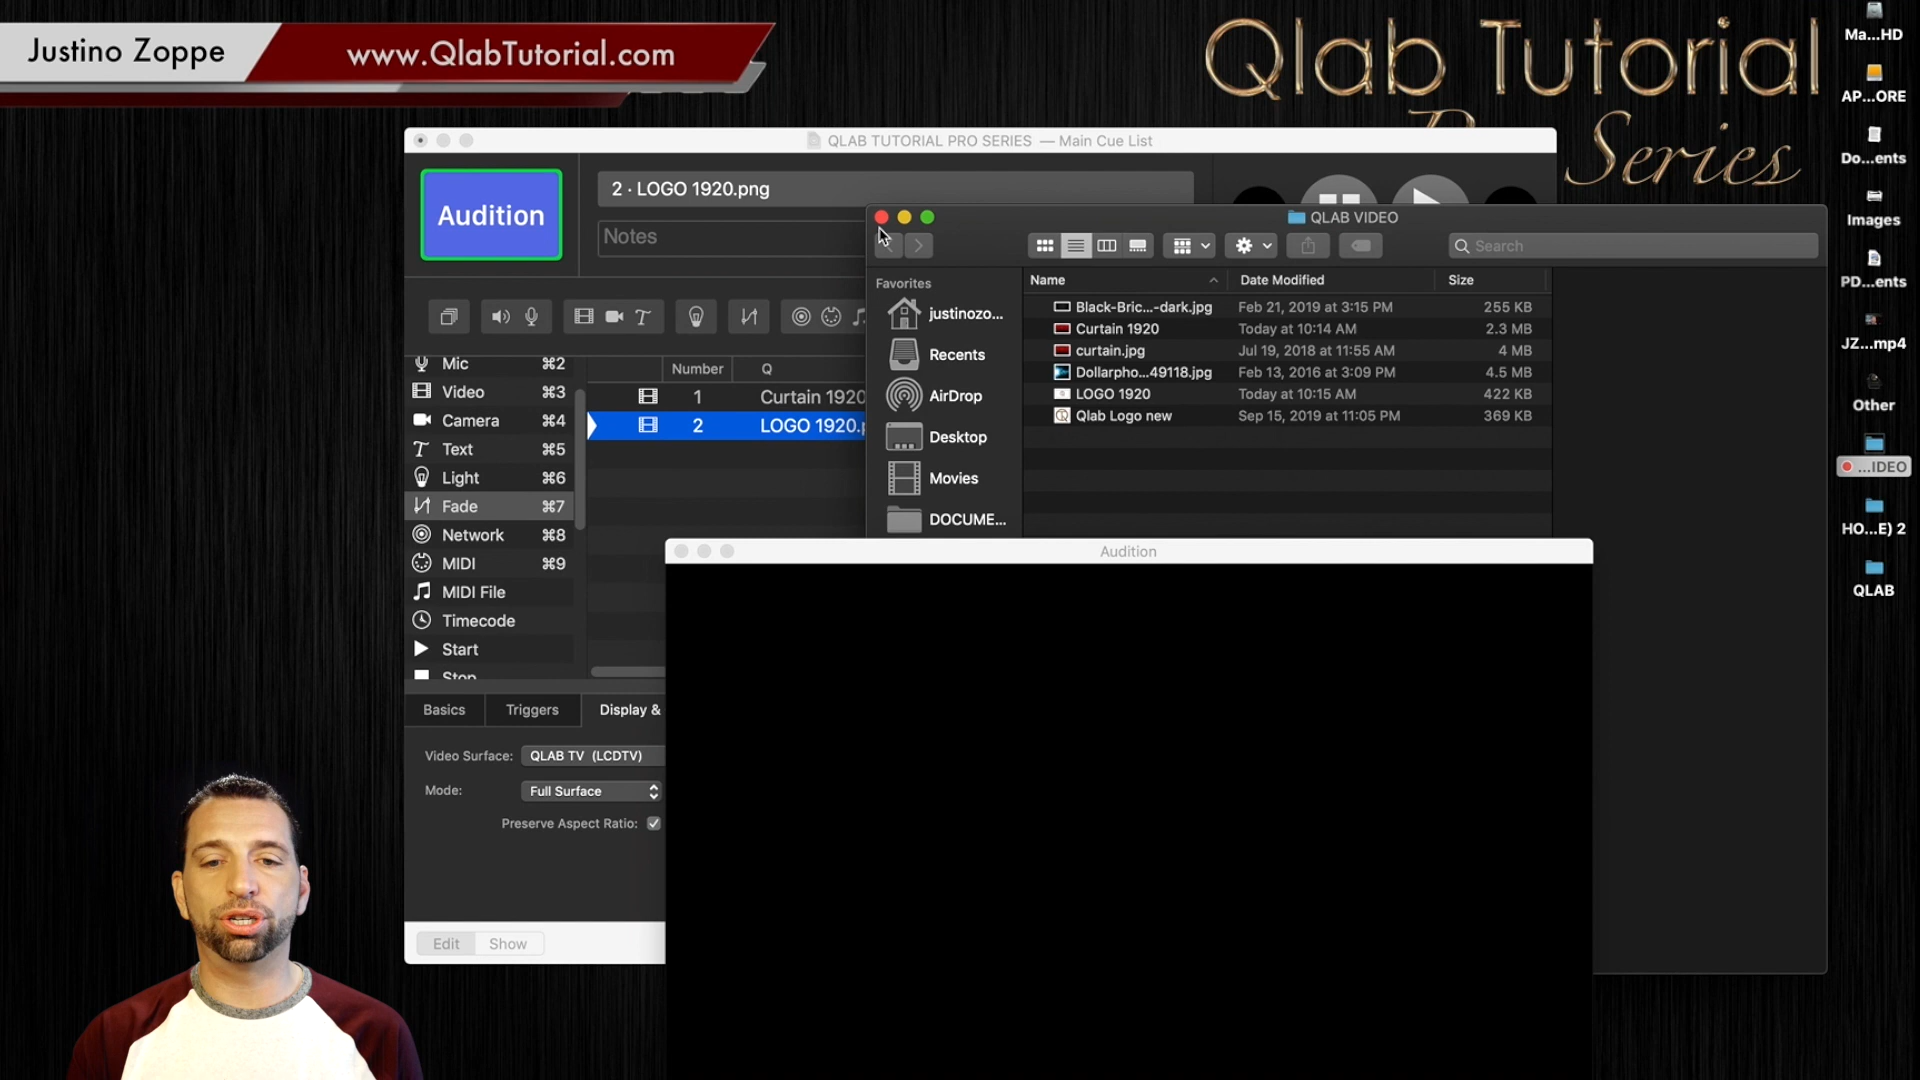 Justino Zoppe
www.QlabTutorial.com
Qlab Tutorial
Series
QLAB TUTORIAL PRO SERIES — Main Cue List
Audition
2 · LOGO 1920.png
Notes
Mic ⌘2
Video ⌘3
Camera ⌘4
Text ⌘5
Light ⌘6
Fade ⌘7
Network ⌘8
MIDI ⌘9
MIDI File
Timecode
Start
Stop
Number Q
1 Curtain 1920
2 LOGO 1920.p
Basics Triggers Display &
Video Surface: QLAB TV (LCDTV)
Mode: Full Surface
Preserve Aspect Ratio:
Edit Show
QLAB VIDEO
Search
Favorites
justinozo...
Recents
AirDrop
Desktop
Movies
DOCUME...
Name Date Modified Size
Black-Bric...-dark.jpg Feb 21, 2019 at 3:15 PM 255 KB
Curtain 1920 Today at 10:14 AM 2.3 MB
curtain.jpg Jul 19, 2018 at 11:55 AM 4 MB
Dollarpho...49118.jpg Feb 13, 2016 at 3:09 PM 4.5 MB
LOGO 1920 Today at 10:15 AM 422 KB
Qlab Logo new Sep 15, 2019 at 11:05 PM 369 KB
Audition
Ma...HD
AP...ORE
Do...ents
Images
PD...ents
JZ...mp4
Other
...IDEO
HO...E) 2
QLAB